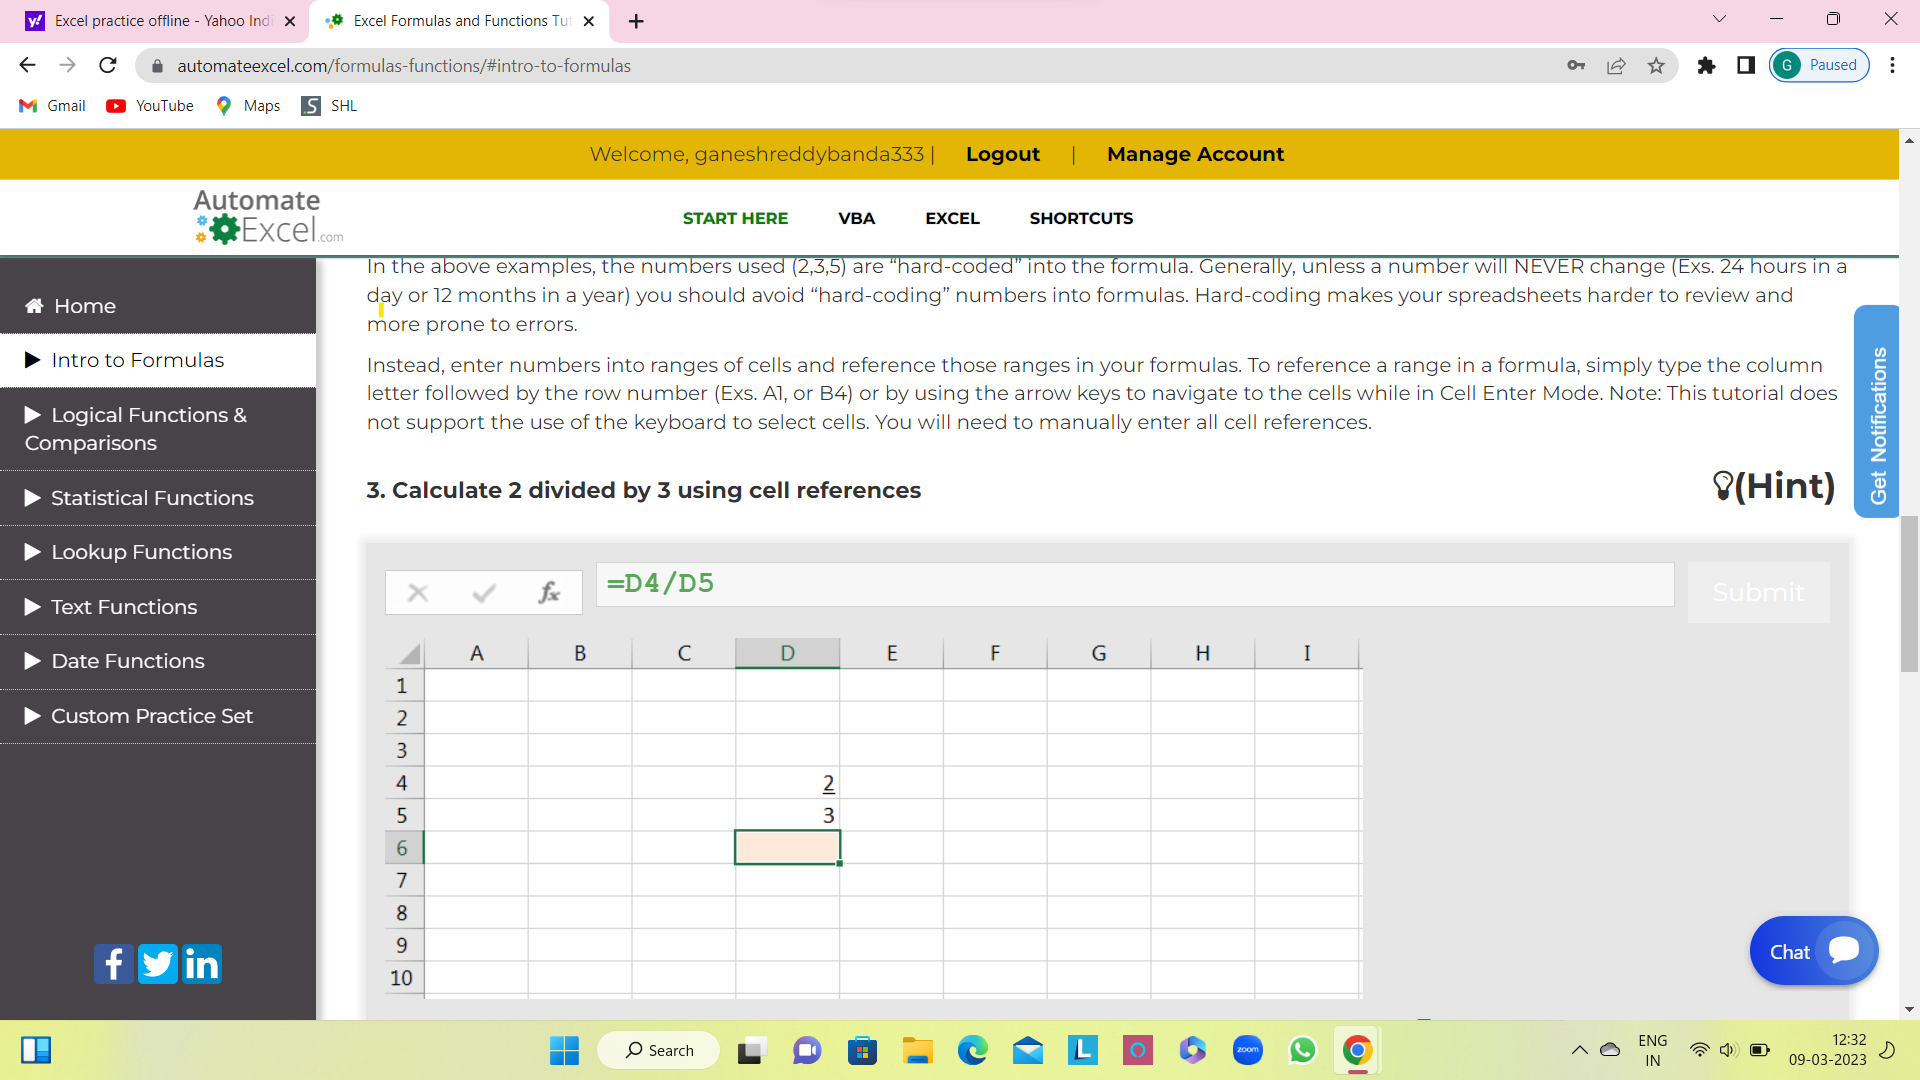 Excel practice offline - Yahoo Indi
Excel Formulas and Functions Tut
automateexcel.com/formulas-functions/#intro-to-formulas
G Paused
Gmail YouTube Maps SHL
Welcome, ganeshreddybanda333 | Logout | Manage Account
Automate
Excel.com
START HERE VBA EXCEL SHORTCUTS
In the above examples, the numbers used (2,3,5) are “hard-coded” into the formula. Generally, unless a number will NEVER change (Exs. 24 hours in a
day or 12 months in a year) you should avoid “hard-coding” numbers into formulas. Hard-coding makes your spreadsheets harder to review and
more prone to errors.
Instead, enter numbers into ranges of cells and reference those ranges in your formulas. To reference a range in a formula, simply type the column
letter followed by the row number (Exs. A1, or B4) or by using the arrow keys to navigate to the cells while in Cell Enter Mode. Note: This tutorial does
not support the use of the keyboard to select cells. You will need to manually enter all cell references.
Home
Intro to Formulas
Logical Functions &
Comparisons
Statistical Functions
Lookup Functions
Text Functions
Date Functions
Custom Practice Set
Get Notifications
3. Calculate 2 divided by 3 using cell references
(Hint)
fx
=D4/D5
Submit
A B C D E F G H I
1
2
3
4 2
5 3
6
7
8
9
10
Chat
Search
zoom
ENG
IN
12:32
09-03-2023